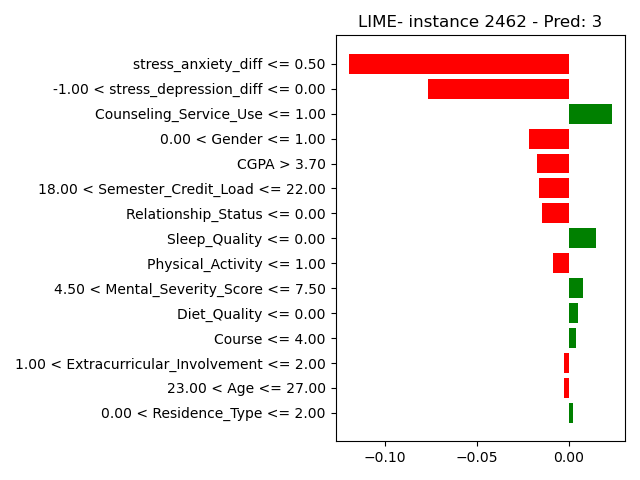 LIME- instance 2462 - Pred: 3
stress_anxiety_diff <= 0.50
-1.00 < stress_depression_diff <= 0.00
Counseling_Service_Use <= 1.00
0.00 < Gender <= 1.00
CGPA > 3.70
18.00 < Semester_Credit_Load <= 22.00
Relationship_Status <= 0.00
Sleep_Quality <= 0.00
Physical_Activity <= 1.00
4.50 < Mental_Severity_Score <= 7.50
Diet_Quality <= 0.00
Course <= 4.00
1.00 < Extracurricular_Involvement <= 2.00
23.00 < Age <= 27.00
0.00 < Residence_Type <= 2.00
−0.10 −0.05 0.00